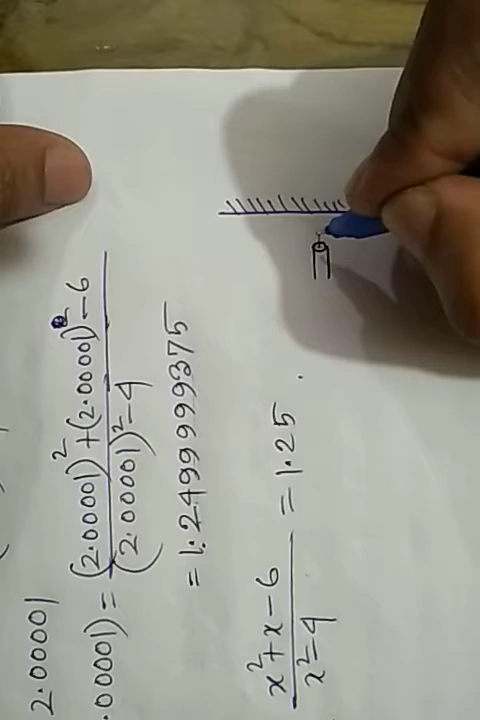 2.00001
.00001) = (2.00001)² + (2.00001) - 6
(2.00001)² - 4
= 1.2499999375
x² + x - 6
x² - 4
= 1.25 .